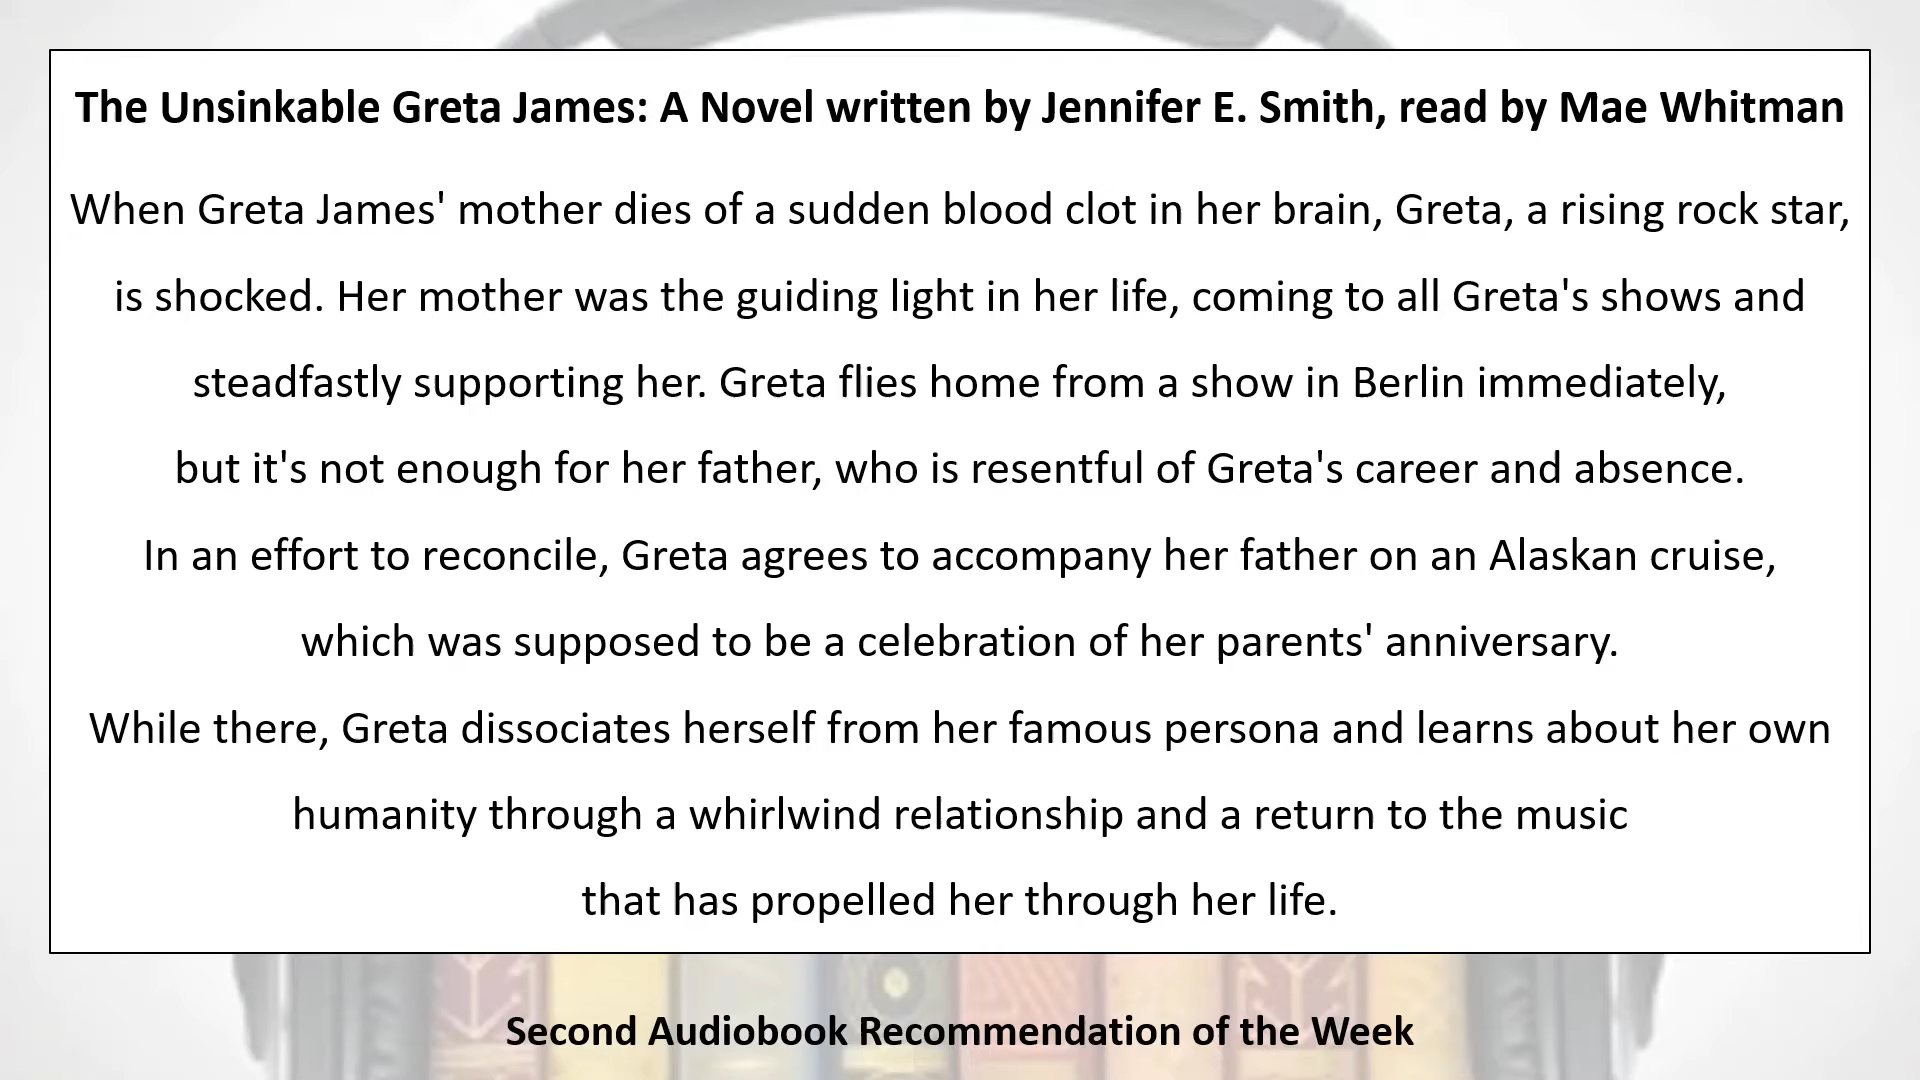 The Unsinkable Greta James: A Novel written by Jennifer E. Smith, read by Mae Whitman
When Greta James' mother dies of a sudden blood clot in her brain, Greta, a rising rock star,
is shocked. Her mother was the guiding light in her life, coming to all Greta's shows and
steadfastly supporting her. Greta flies home from a show in Berlin immediately,
but it's not enough for her father, who is resentful of Greta's career and absence.
In an effort to reconcile, Greta agrees to accompany her father on an Alaskan cruise,
which was supposed to be a celebration of her parents' anniversary.
While there, Greta dissociates herself from her famous persona and learns about her own
humanity through a whirlwind relationship and a return to the music
that has propelled her through her life.
Second Audiobook Recommendation of the Week